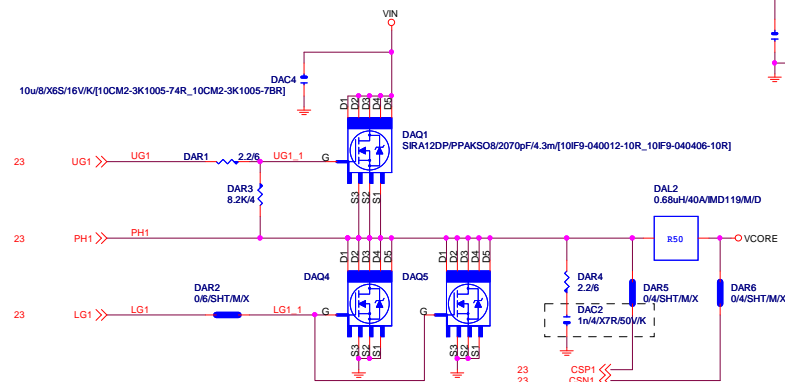 VIN
DAC4
10u/8/X6S/16V/K/[10CM2-3K1005-74R_10CM2-3K1005-7BR]
D1 D2 D3 D4 D5
DAQ1
SIRA12DP/PPAKSO8/2070pF/4.3m/[10IF9-040012-10R_10IF9-040406-10R]
23 UG1 UG1 DAR1 2.2/6 UG1_1 G
S3 S2 S1
DAR3
8.2K/4
DAL2
0.68uH/40A/IMD119/M/D
23 PH1 PH1 R50 VCORE
D1 D2 D3 D4 D5 D1 D2 D3 D4 D5
DAR2 DAQ4 DAQ5 DAR4 DAR5 DAR6
0/6/SHT/M/X 2.2/6 0/4/SHT/M/X 0/4/SHT/M/X
23 LG1 LG1 LG1_1 G G
DAC2
1n/4/X7R/50V/K
S3 S2 S1 S3 S2 S1
23 CSP1
23 CSN1